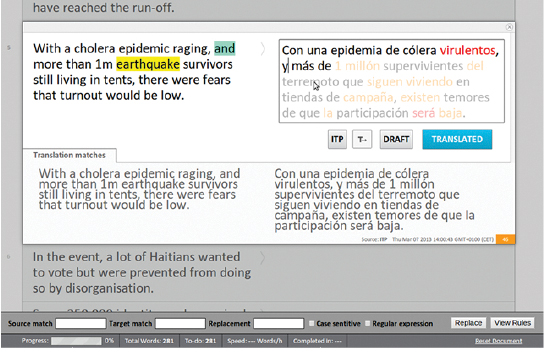 have reached the run-off.
With a cholera epidemic raging, and
more than 1m earthquake survivors
still living in tents, there were fears
that turnout would be low.
Con una epidemia de cólera virulentos,
y más de 1 millón supervivientes del
terremoto que siguen viviendo en
tiendas de campaña, existen temores
de que la participación será baja.
ITP T- DRAFT TRANSLATED
Translation matches
With a cholera epidemic raging, and
more than 1m earthquake survivors
still living in tents, there were fears
that turnout would be low.
Con una epidemia de cólera
virulentos, y más de 1 millón
supervivientes del terremoto que
siguen viviendo en tiendas de
campaña, existen temores de que la
participación será baja.
Source: ITP Thu Mar 07 2013 14:00:43 GMT+0100 (CET)
In the event, a lot of Haitians wanted
to vote but were prevented from doing
so by disorganisation.
Source match Target match Replacement Case sentitive Regular expression Replace View Rules
Progress: 0% Total Words: 281 To-do: 281 Speed: --- Words/h Completed in: --- Reset Document